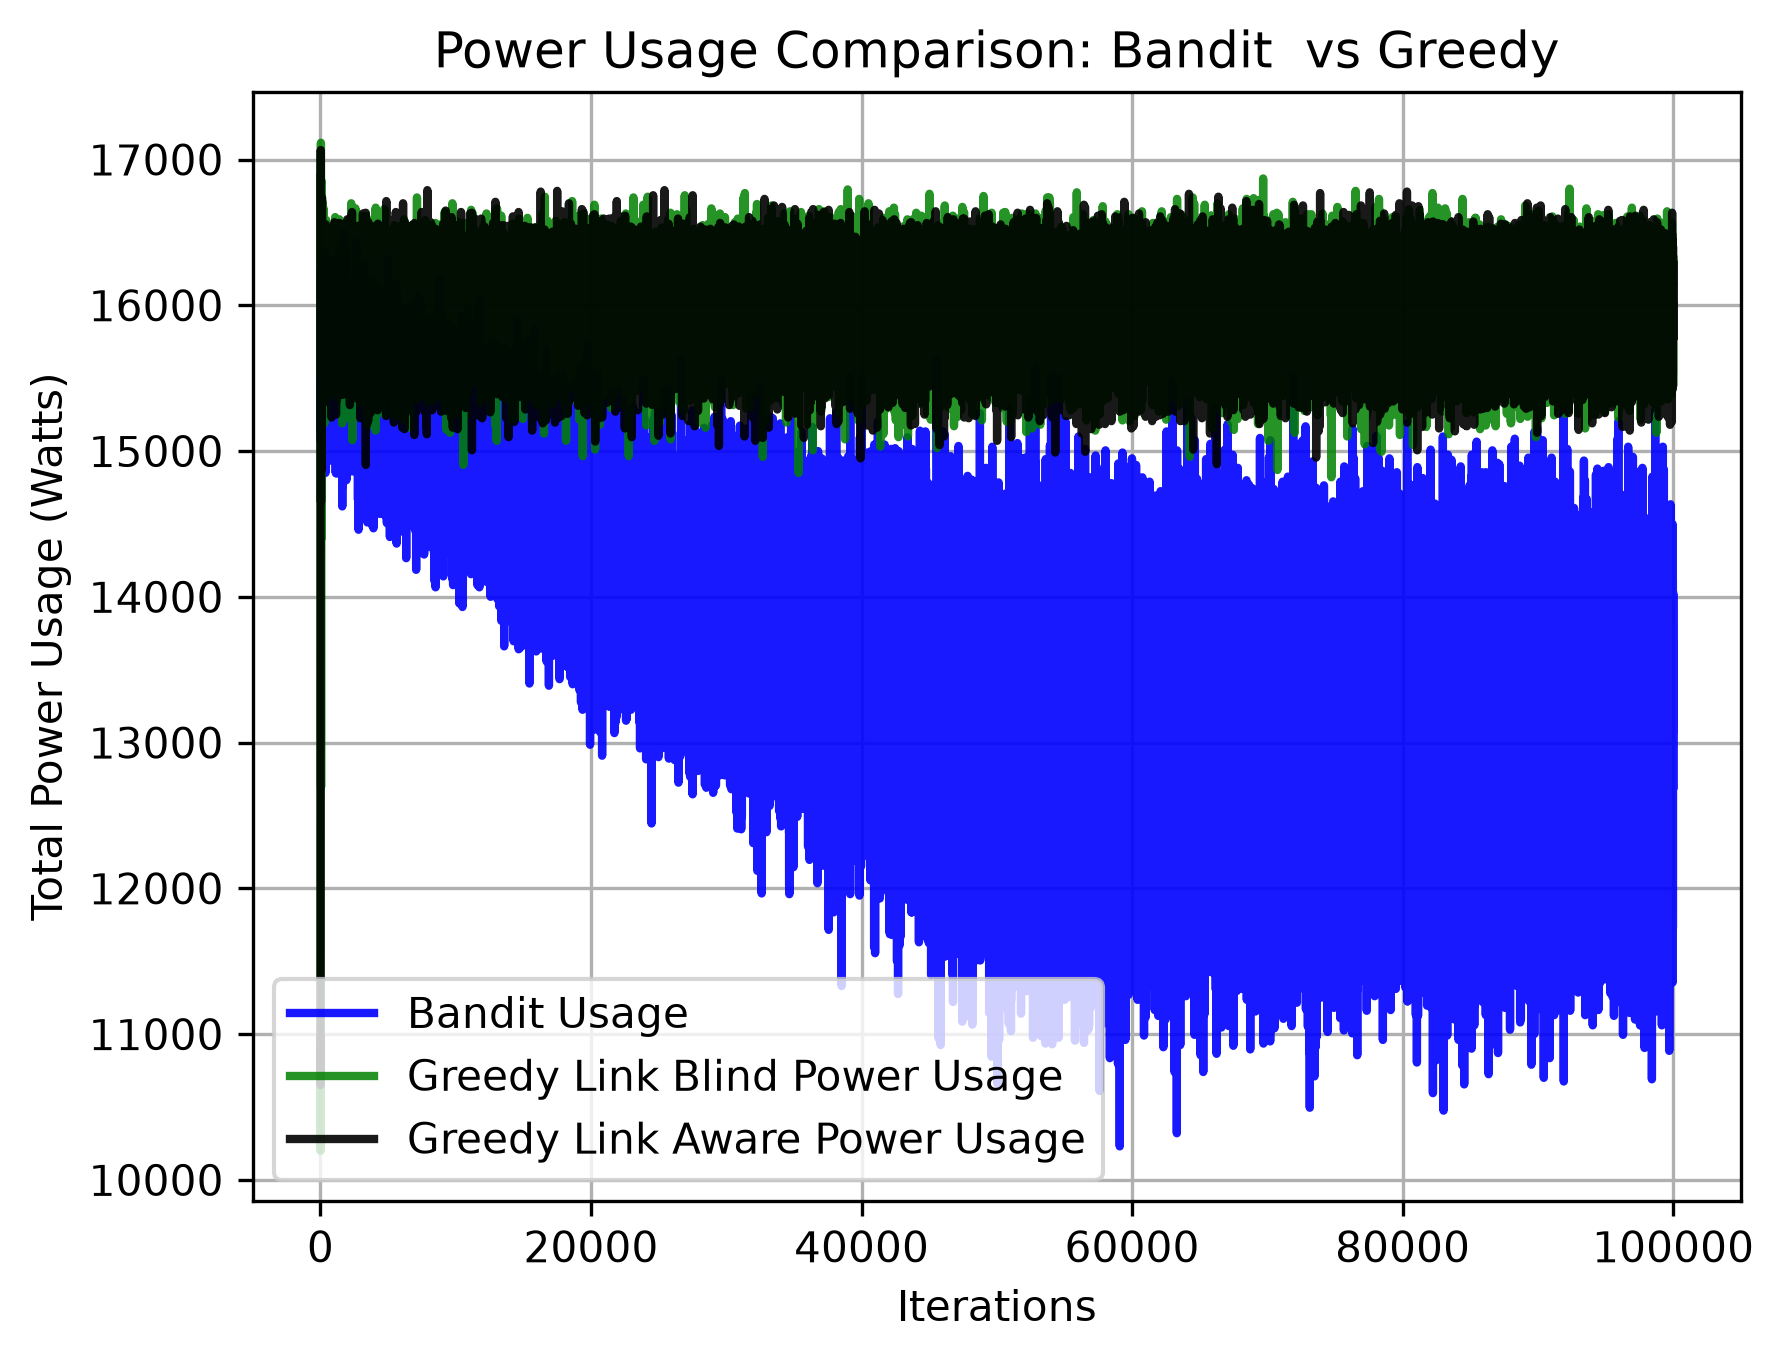 Power Usage Comparison: Bandit  vs Greedy
17000
16000
15000
14000
13000
12000
11000
10000
Total Power Usage (Watts)
Bandit Usage
Greedy Link Blind Power Usage
Greedy Link Aware Power Usage
0 20000 40000 60000 80000 100000
Iterations